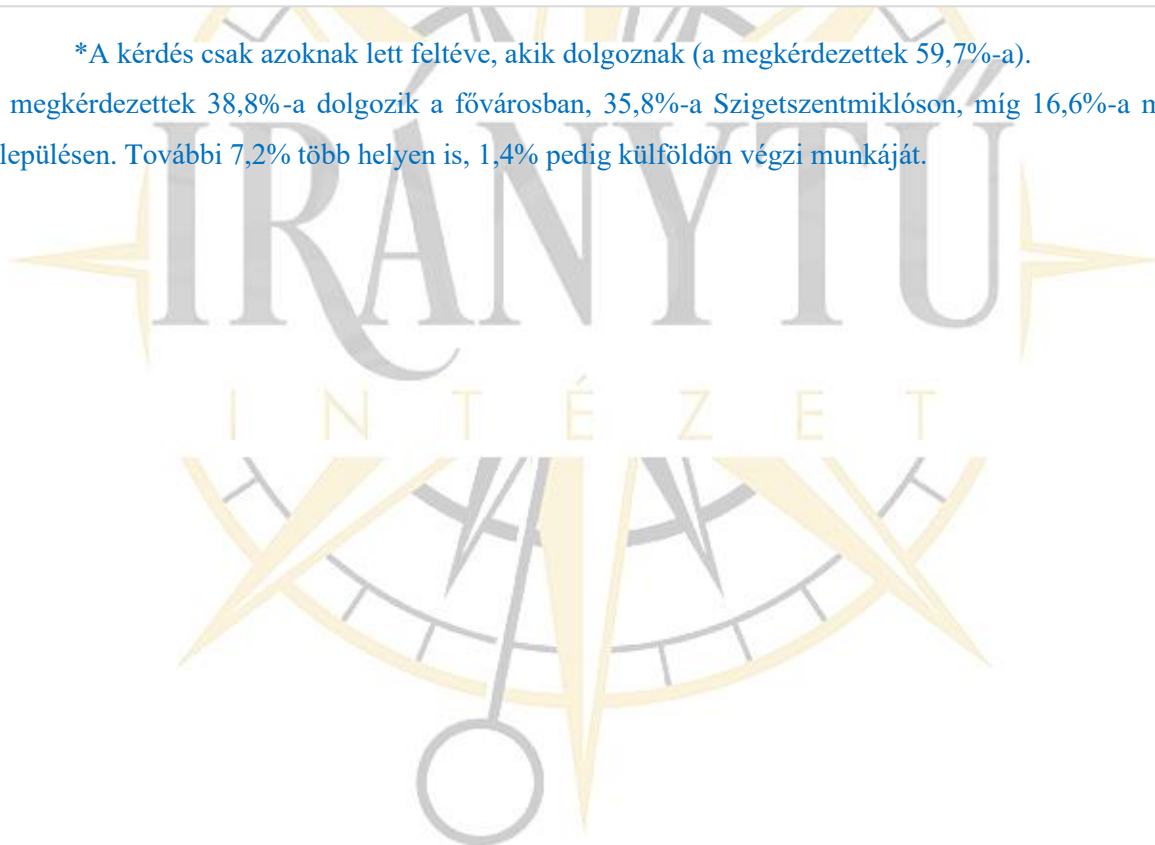 *A kérdés csak azoknak lett feltéve, akik dolgoznak (a megkérdezettek 59,7%-a).
megkérdezettek 38,8%-a dolgozik a fővárosban, 35,8%-a Szigetszentmiklóson, míg 16,6%-a m
lepülésen. További 7,2% több helyen is, 1,4% pedig külföldön végzi munkáját.
IRÁNYTŰ
INTÉZET